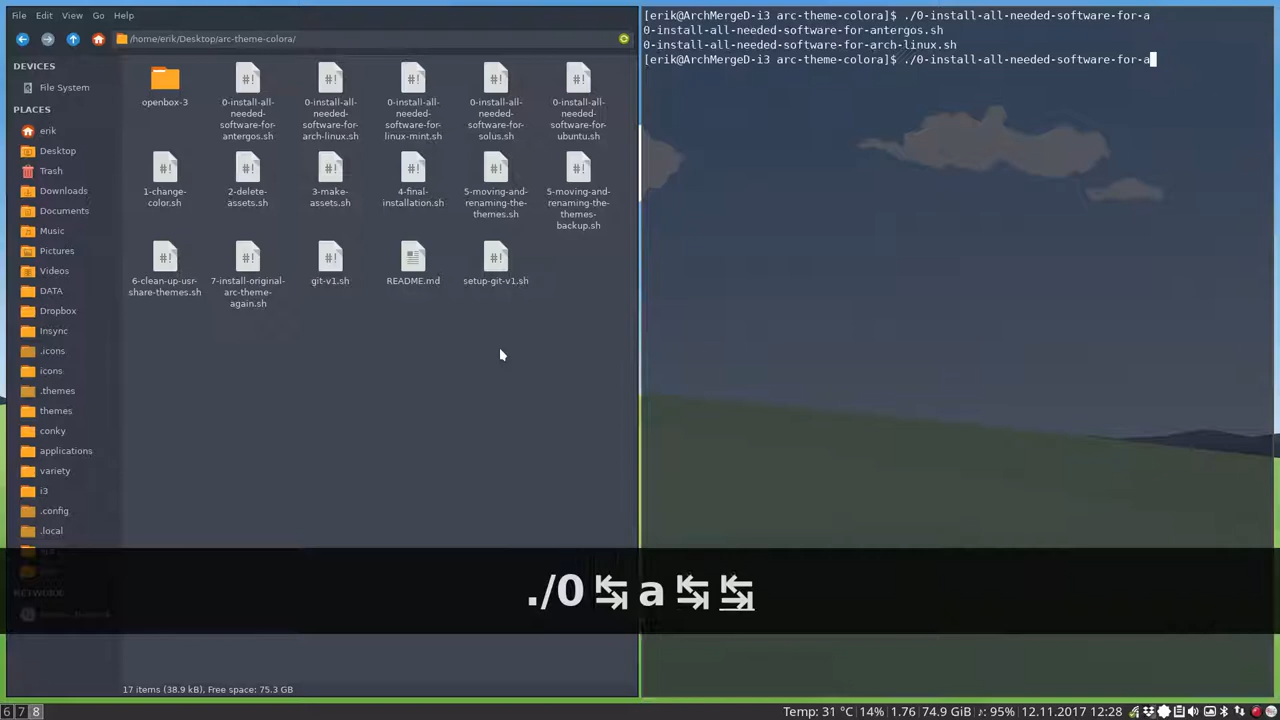 File Edit View Go Help
/home/erik/Desktop/arc-theme-colora/
DEVICES
File System
PLACES
erik
Desktop
Trash
Downloads
Documents
Music
Pictures
Videos
DATA
Dropbox
Insync
.icons
icons
.themes
themes
conky
applications
variety
i3
.config
.local
NETWORK
openbox-3
0-install-all-
needed-
software-for-
antergos.sh
0-install-all-
needed-
software-for-
arch-linux.sh
0-install-all-
needed-
software-for-
linux-mint.sh
0-install-all-
needed-
software-for-
solus.sh
0-install-all-
needed-
software-for-
ubuntu.sh
1-change-
color.sh
2-delete-
assets.sh
3-make-
assets.sh
4-final-
installation.sh
5-moving-and-
renaming-the-
themes.sh
5-moving-and-
renaming-the-
themes-
backup.sh
6-clean-up-usr-
share-themes.sh
7-install-original-
arc-theme-
again.sh
git-v1.sh
README.md
setup-git-v1.sh
17 items (38.9 kB), Free space: 75.3 GB
[erik@ArchMergeD-i3 arc-theme-colora]$ ./0-install-all-needed-software-for-a
0-install-all-needed-software-for-antergos.sh
0-install-all-needed-software-for-arch-linux.sh
[erik@ArchMergeD-i3 arc-theme-colora]$ ./0-install-all-needed-software-for-a
./0 ↹ a ↹ ↹
6 7 8
Temp: 31 °C 14% 1.76 74.9 GiB ♪: 95% 12.11.2017 12:28